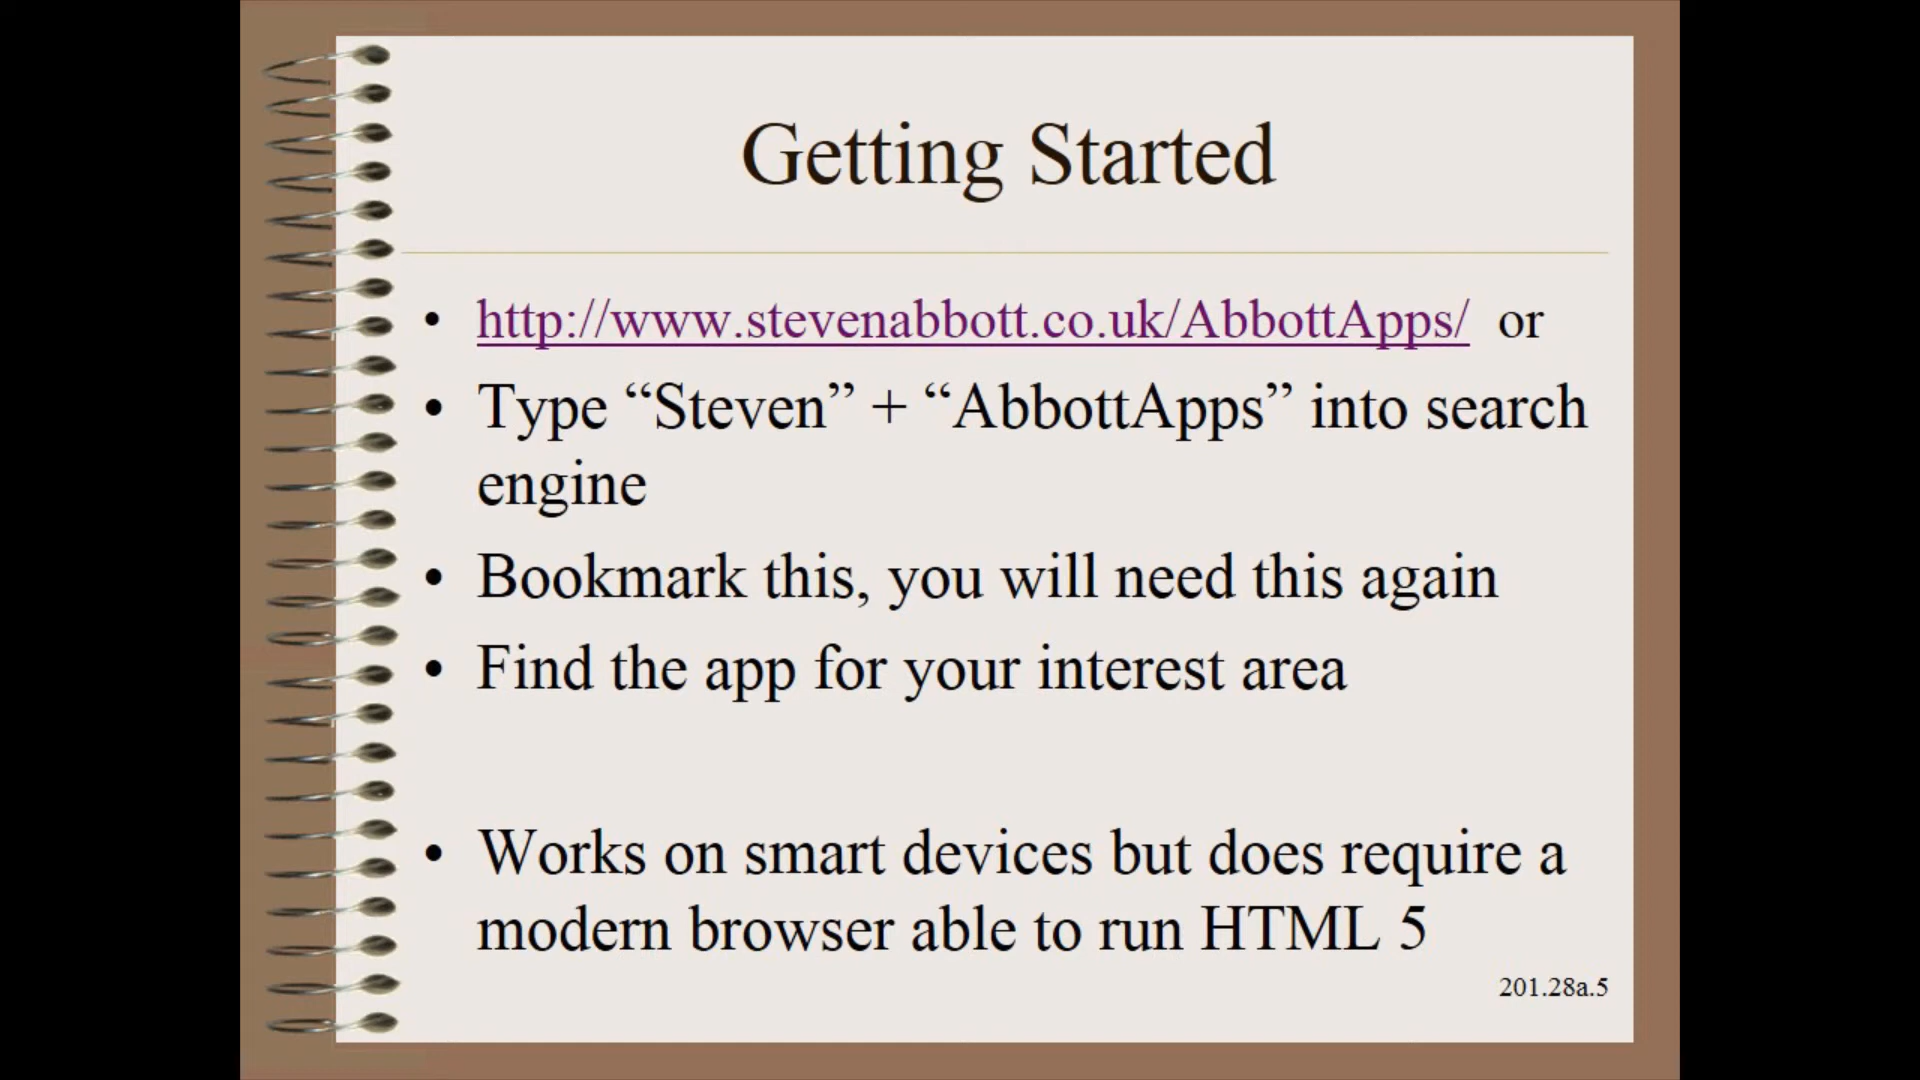 Getting Started
• http://www.stevenabbott.co.uk/AbbottApps/ or
• Type “Steven” + “AbbottApps” into search
engine
• Bookmark this, you will need this again
• Find the app for your interest area
• Works on smart devices but does require a
modern browser able to run HTML 5
201.28a.5